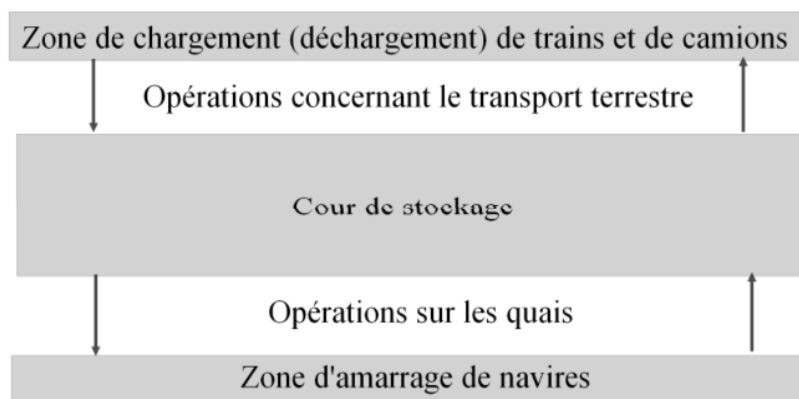 Zone de chargement (déchargement) de trains et de camions
Opérations concernant le transport terrestre
Cour de stockage
Opérations sur les quais
Zone d'amarrage de navires